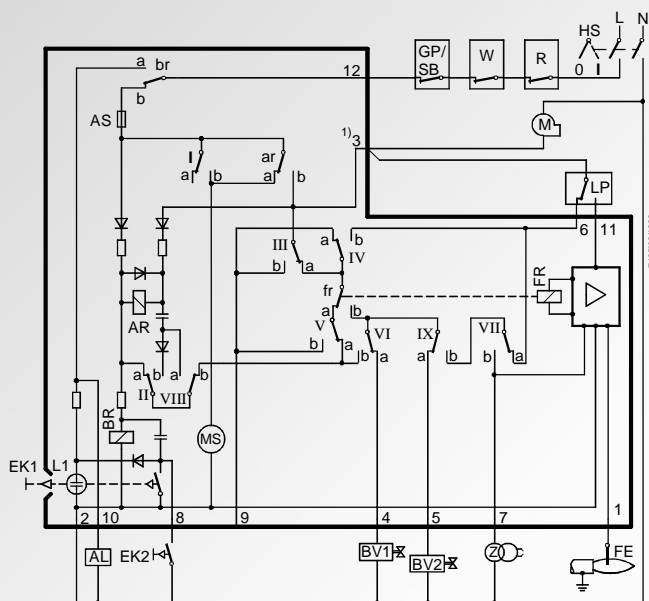 HS L N
a br
GP/
SB
W R
0 I
12
b
AS
M
1) 3
I ar
a b a b
LP
6 11
III a b IV
b a
FR
fr
AR
a b
V
a VI IX VII
b
b a a b b a
a b a b
II VIII
BR
MS
EK1 L1
2 10 8 9 4 5 7 1
AL EK2 BV1 BV2 Z FE